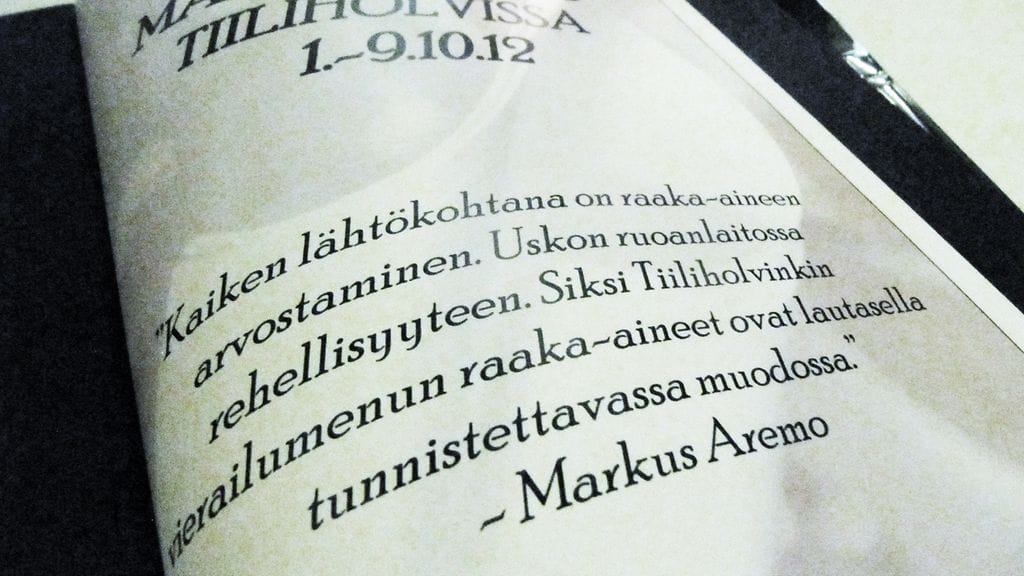 TIILIHOLVISSA
1.~9.10.12
"Kaiken lähtökohtana on raaka-aineen
arvostaminen. Uskon ruoanlaitossa
rehellisyyteen. Siksi Tiiliholvinkin
vierailumenun raaka-aineet ovat lautasella
tunnistettavassa muodossa."
~ Markus Aremo